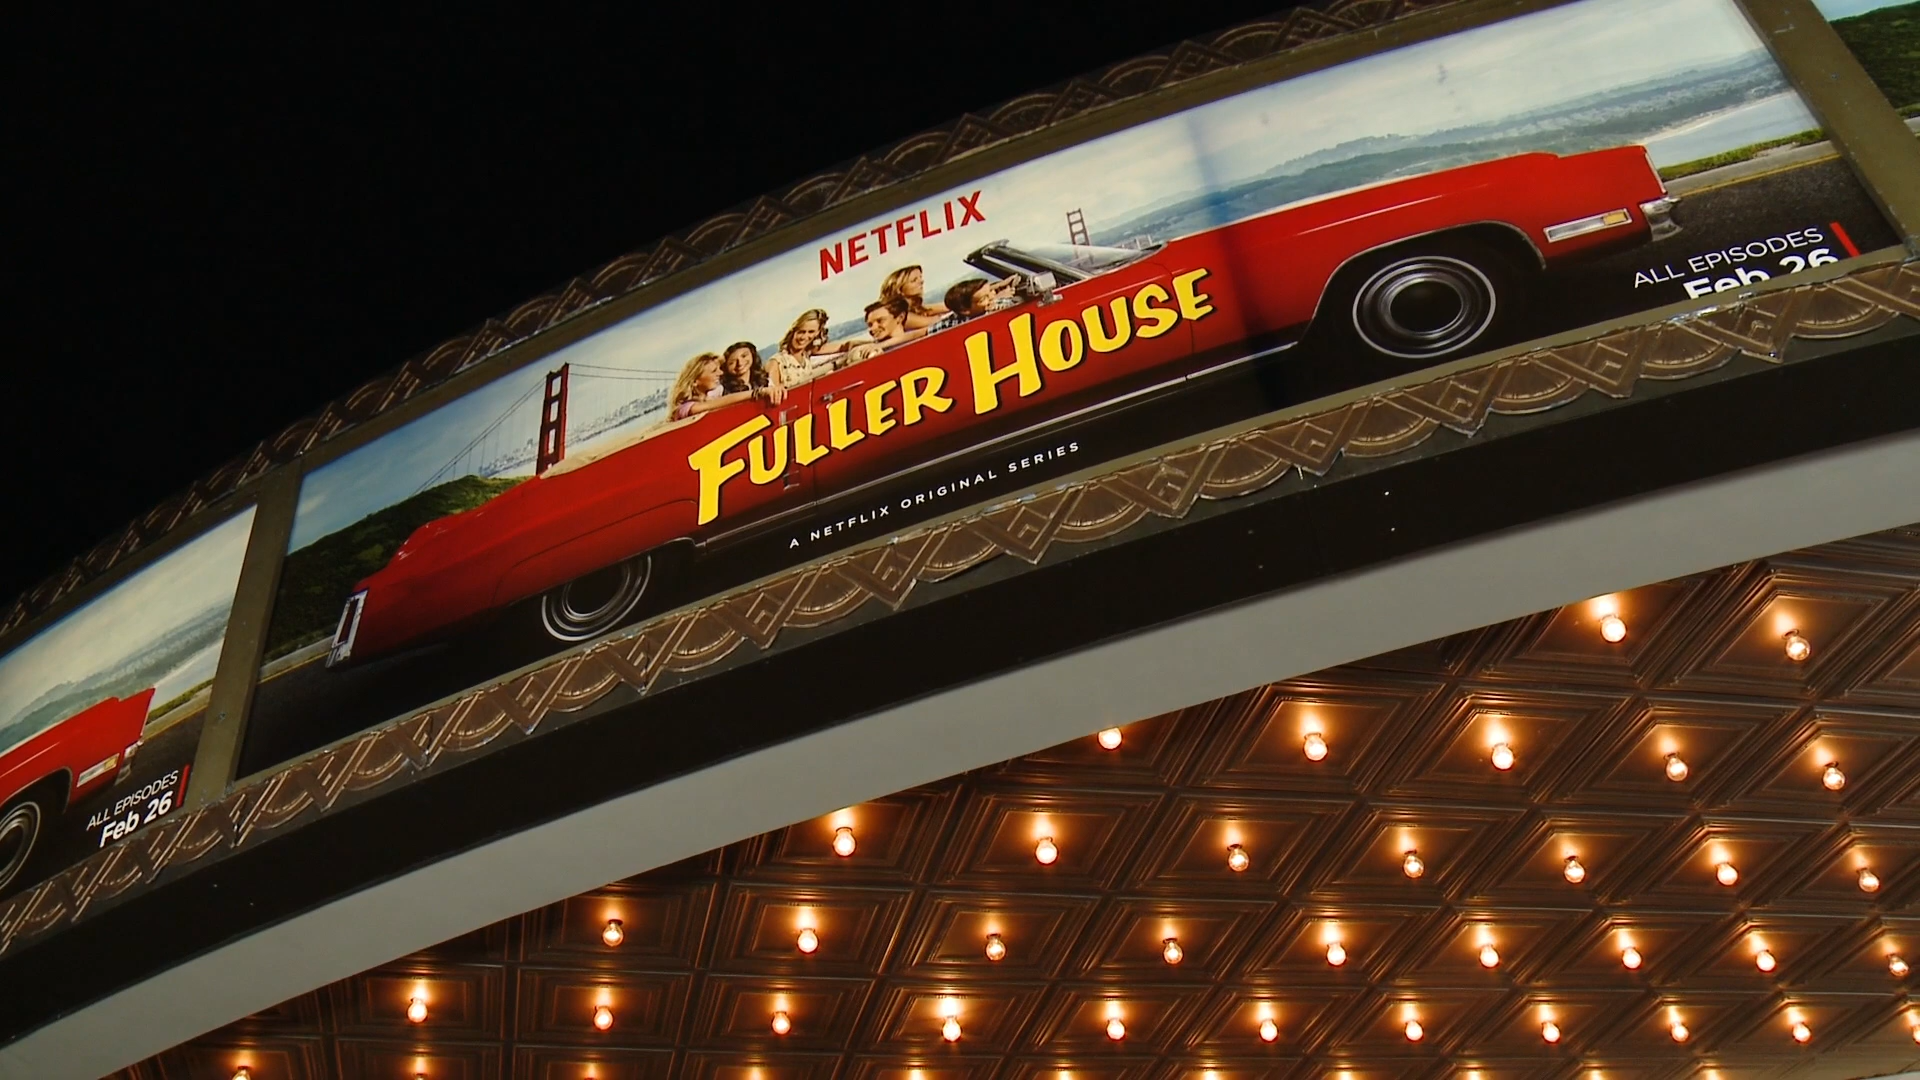 NETFLIX
FULLER HOUSE
A NETFLIX ORIGINAL SERIES
ALL EPISODES
Feb 26
ALL EPISODES
Feb 26